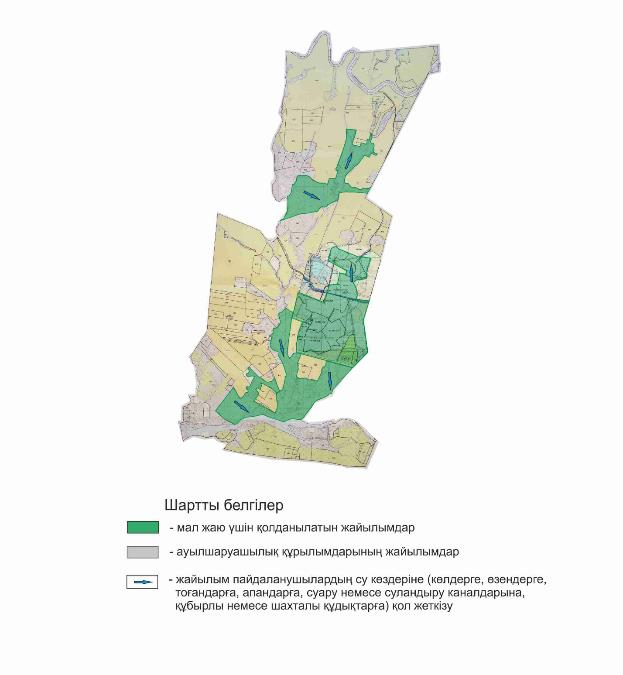 Шартты белгілер
- мал жаю үшін қолданылатын жайылымдар
- ауылшаруашылық құрылымдарының жайылымдар
- жайылым пайдаланушылардың су көздеріне (көлдерге, өзендерге,
тоғандарға, апандарға, суару немесе суландыру каналдарына,
құбырлы немесе шахталы құдықтарға) қол жеткізу